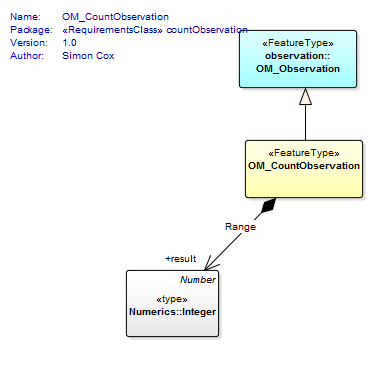 Name: OM_CountObservation
Package: «RequirementsClass» countObservation
Version: 1.0
Author: Simon Cox
«FeatureType»
observation::
OM_Observation
«FeatureType»
OM_CountObservation
Range
+result
Number
«type»
Numerics::Integer